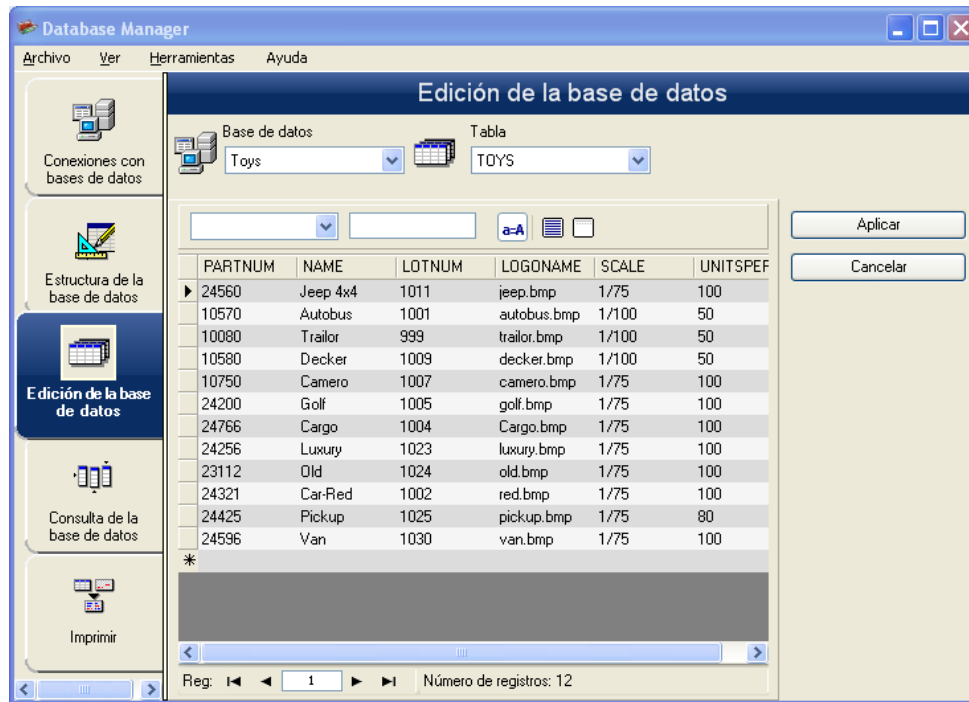 Database Manager
Archivo Ver Herramientas Ayuda
Conexiones con
bases de datos
Estructura de la
base de datos
Edición de la base
de datos
Consulta de la
base de datos
Imprimir
Edición de la base de datos
Base de datos
Toys
Tabla
TOYS
a=A
Aplicar
Cancelar
PARTNUM NAME LOTNUM LOGONAME SCALE UNITSPER
24560 Jeep 4x4 1011 jeep.bmp 1/75 100
10570 Autobus 1001 autobus.bmp 1/100 50
10080 Trailor 999 trailor.bmp 1/100 50
10580 Decker 1009 decker.bmp 1/100 50
10750 Camero 1007 camero.bmp 1/75 100
24200 Golf 1005 golf.bmp 1/75 100
24766 Cargo 1004 Cargo.bmp 1/75 100
24256 Luxury 1023 luxury.bmp 1/75 100
23112 Old 1024 old.bmp 1/75 100
24321 Car-Red 1002 red.bmp 1/75 100
24425 Pickup 1025 pickup.bmp 1/75 80
24596 Van 1030 van.bmp 1/75 100
Reg: 1 Número de registros: 12